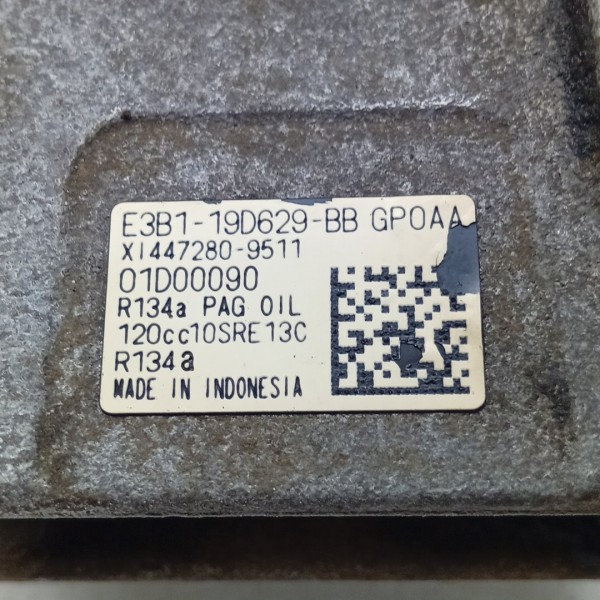 E3B1-19D629-BB GP0AA
XI447280-9511
01D00090
R134a PAG OIL
120cc10SRE13C
R134a
MADE IN INDONESIA